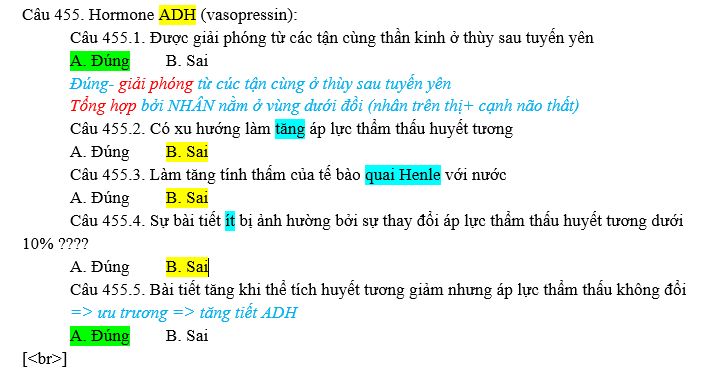 Câu 455. Hormone ADH (vasopressin):
Câu 455.1. Được giải phóng từ các tận cùng thần kinh ở thùy sau tuyến yên
A. Đúng B. Sai
Đúng- giải phóng từ cúc tận cùng ở thùy sau tuyến yên
Tổng hợp bởi NHÂN nằm ở vùng dưới đồi (nhân trên thị+ cạnh não thất)
Câu 455.2. Có xu hướng làm tăng áp lực thẩm thấu huyết tương
A. Đúng B. Sai
Câu 455.3. Làm tăng tính thấm của tế bào quai Henle với nước
A. Đúng B. Sai
Câu 455.4. Sự bài tiết ít bị ảnh hường bởi sự thay đổi áp lực thẩm thấu huyết tương dưới
10% ????
A. Đúng B. Sai
Câu 455.5. Bài tiết tăng khi thể tích huyết tương giảm nhưng áp lực thẩm thấu không đổi
=> ưu trương => tăng tiết ADH
A. Đúng B. Sai
[<br>]